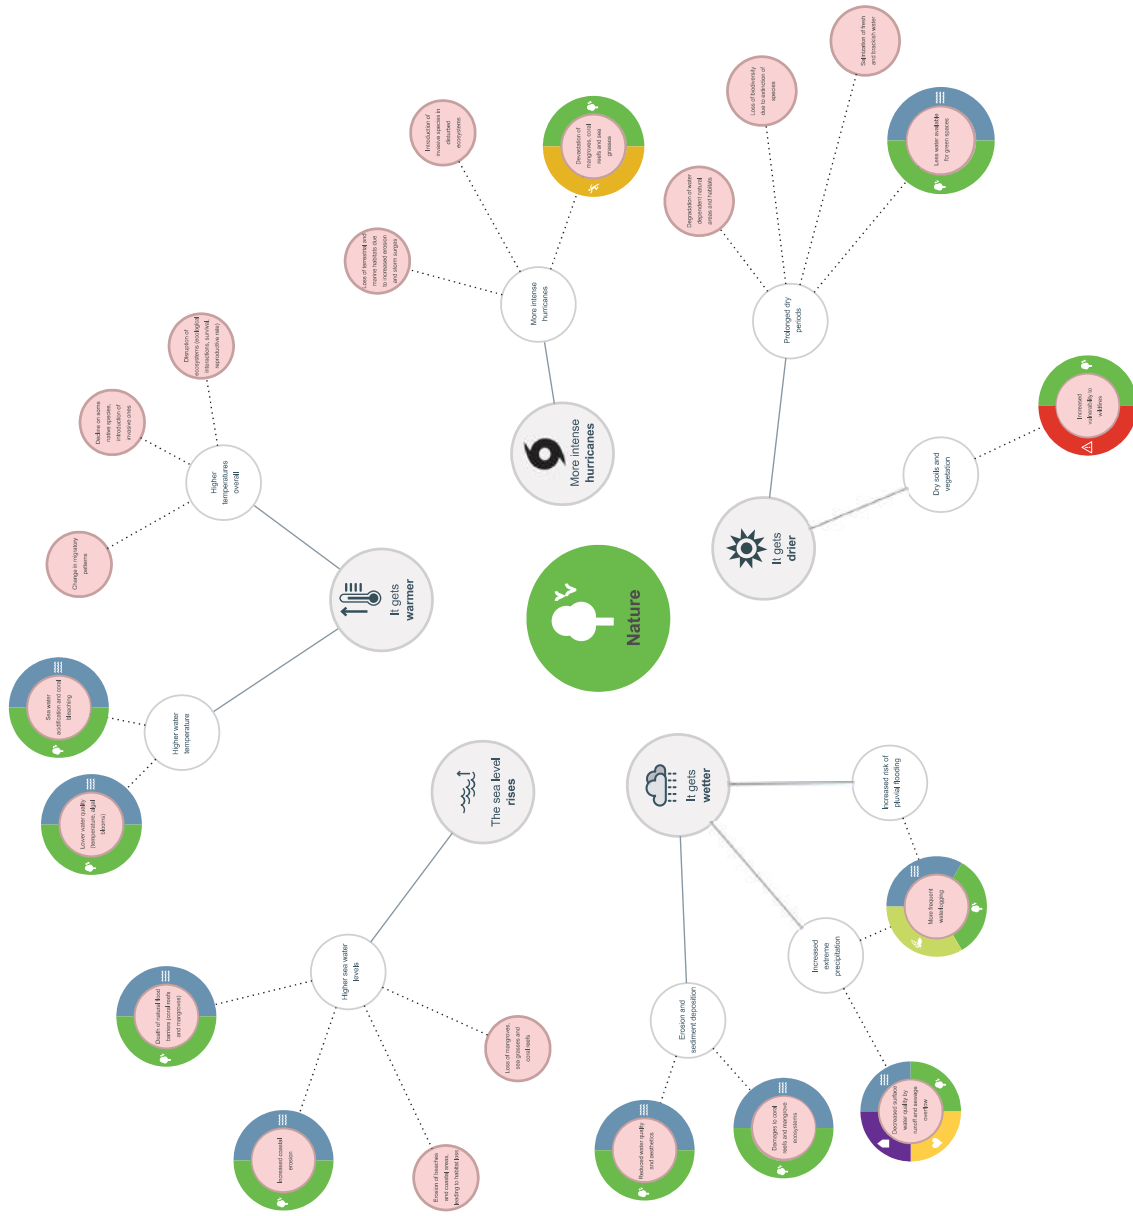 Salinization of fresh
and brackish water
Loss of biodiversity
due to extinction of
species
Introduction of
invasive species in
disturbed
ecosystems
Devastation of
mangroves, coral
reefs and sea
grasses
Less water available
for green spaces
Degradation of water
dependent natural
areas and habitats
Loss of terrestrial and
marine habitats due
to increased erosion
and storm surges
More intense
hurricanes
Prolonged dry
periods
Disruption of
ecosystems (ecological
interactions, survival,
reproductive rate)
Decline on some
native species,
introduction of
invasive ones
Higher
temperatures
overall
Change in migratory
patterns
More intense
hurricanes
Increased
vulnerability to
wildfires
Dry soils and
vegetation
It gets
drier
It gets
warmer
Nature
Sea water
acidification and coral
bleaching
Higher water
temperature
Lower water quality
(temperature, algal
blooms)
The sea level
rises
It gets
wetter
Increased risk of
pluvial flooding
More frequent
waterlogging
Increased
extreme
precipitation
Higher sea water
levels
Death of natural flood
barriers (coral reefs
and mangroves)
Erosion and
sediment deposition
Loss of mangroves,
sea grasses and
coral reefs
Increased coastal
erosion
Erosion of beaches
and coastal areas,
leading to habitat loss
Reduced water quality
and aesthetics
Damages to coral
reefs and mangrove
ecosystems
Decreased surface
water quality by
runoff and sewage
overflow